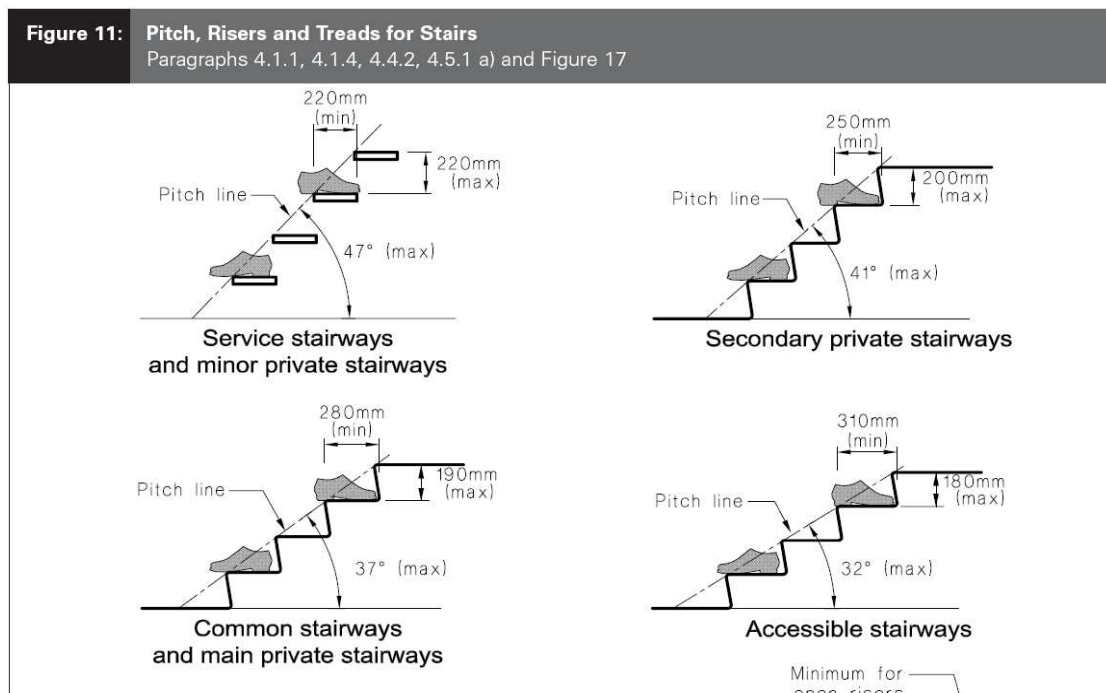 Figure 11: Pitch, Risers and Treads for Stairs
Paragraphs 4.1.1, 4.1.4, 4.4.2, 4.5.1 a) and Figure 17
220mm
(min)
220mm
(max)
Pitch line
47° (max)
Service stairways
and minor private stairways
250mm
(min)
200mm
(max)
Pitch line
41° (max)
Secondary private stairways
280mm
(min)
190mm
(max)
Pitch line
37° (max)
Common stairways
and main private stairways
310mm
(min)
180mm
(max)
Pitch line
32° (max)
Accessible stairways
Minimum for
open risers